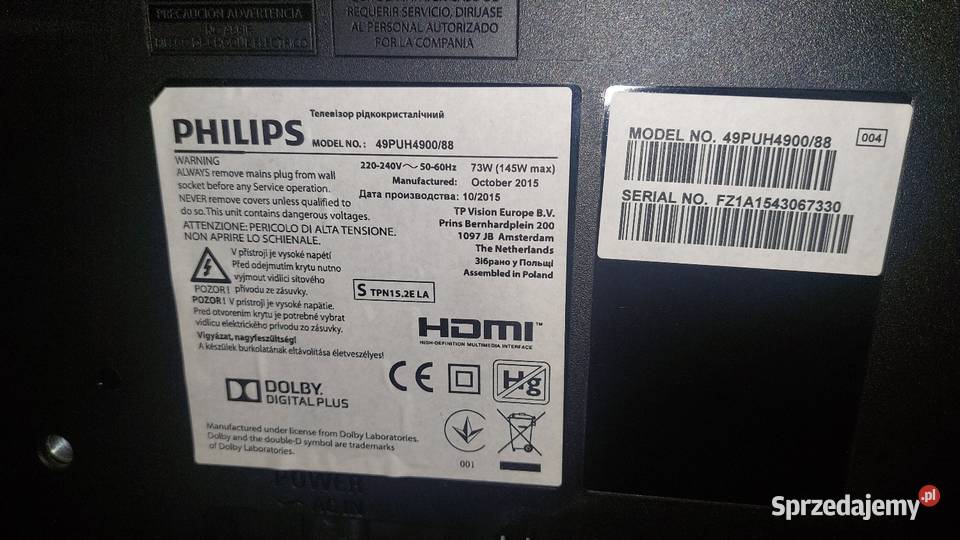 PRECAUCIÓN ADVERTENCIA
REQUERIR SERVICIO, DIRIJASE
AL PERSONAL AUTORIZADO
FOR LA COMPANIA
Телевізор рідкокристалічний
PHILIPS
MODEL NO. : 49PUH4900/88
WARNING
ALWAYS remove mains plug from wall
socket before any Service operation.
NEVER remove covers unless qualified to
do so. This unit contains dangerous voltages.
ATTENZIONE: PERICOLO DI ALTA TENSIONE.
NON APRIRE LO SCHIENALE.
V přístroji je vysoké napětí
Před odejmutím krytu nutno
vyjmout vidlici síťového
POZOR! přívodu ze zásuvky.
POZOR! V prístroji je vysoké napätie.
Pred otvorením krytu je potrebné vybrat
vidlicu elektrického prívodu zo zásuvky.
Vigyázat, nagyfeszültség!
A készülek burkolatának eltávolítása életveszélyes!
220-240V~ 50-60Hz 73W (145W max)
Manufactured: October 2015
Дата производства: 10/2015
TP Vision Europe B.V.
Prins Bernhardplein 200
1097 JB Amsterdam
The Netherlands
Зібрано у Польщі
Assembled in Poland
S TPN15.2E LA
HDMI™
HIGH-DEFINITION MULTIMEDIA INTERFACE
CE
Hg
DOLBY
DIGITAL PLUS
Manufactured under license from Dolby Laboratories.
Dolby and the double-D symbol are trademarks
of Dolby Laboratories.
001
MODEL NO. 49PUH4900/88
004
SERIAL NO. FZ1A1543067330
POWER
Sprzedajemy.pl